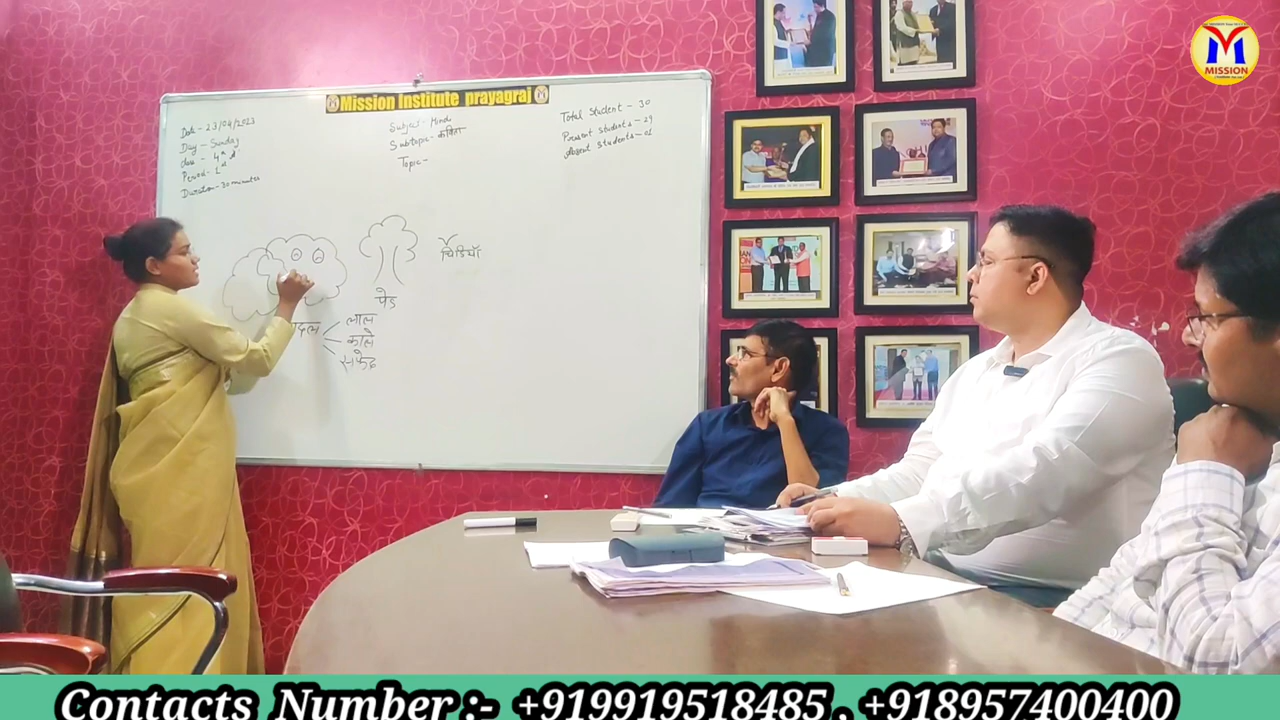 MISSION
Mission Institute prayagraj
Date - 23/04/2023
Day - Sunday
Class - 4th A
Period - 1st
Duration - 30 minutes
Subject - Hindi
Subtopic - कविता
Topic -
Total Student - 30
Present Students - 29
Absent Students - 01
चिडियाँ
पेड
लाल
काले
सफेद
Contacts Number :- +919919518485 , +918957400400